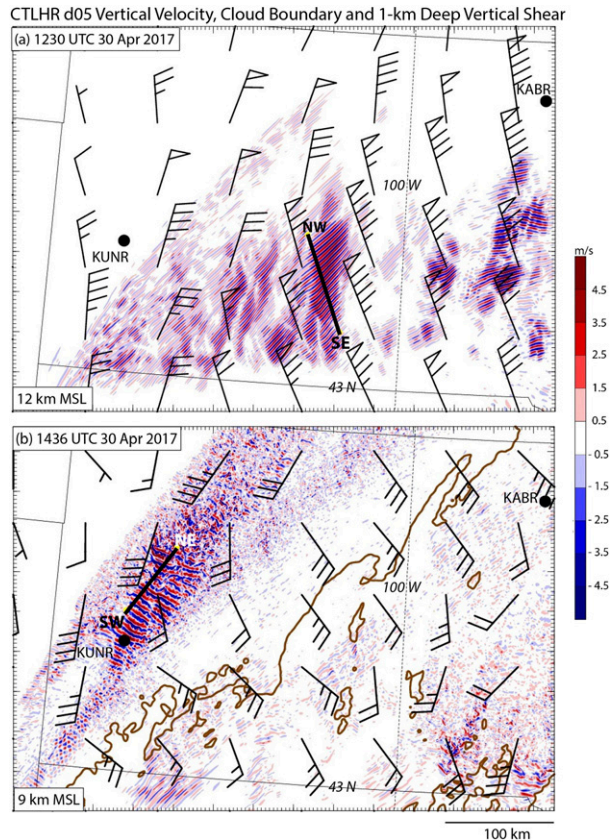 CTLHR d05 Vertical Velocity, Cloud Boundary and 1-km Deep Vertical Shear
(a) 1230 UTC 30 Apr 2017
KABR
100 W
NW
KUNR
m/s
4.5
3.5
2.5
1.5
0.5
-0.5
-1.5
-2.5
-3.5
-4.5
SE
43 N
12 km MSL
(b) 1436 UTC 30 Apr 2017
KABR
NE
100 W
SW
KUNR
43 N
9 km MSL
100 km